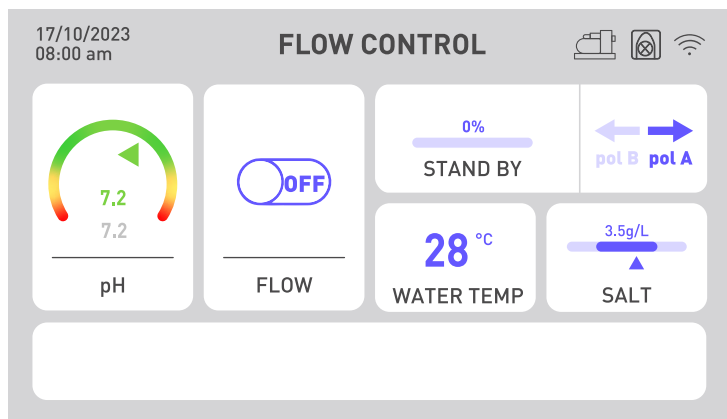 17/10/2023
08:00 am
FLOW CONTROL
7.2
7.2
pH
OFF
FLOW
0%
STAND BY
pol B pol A
28 °C
WATER TEMP
3.5g/L
SALT